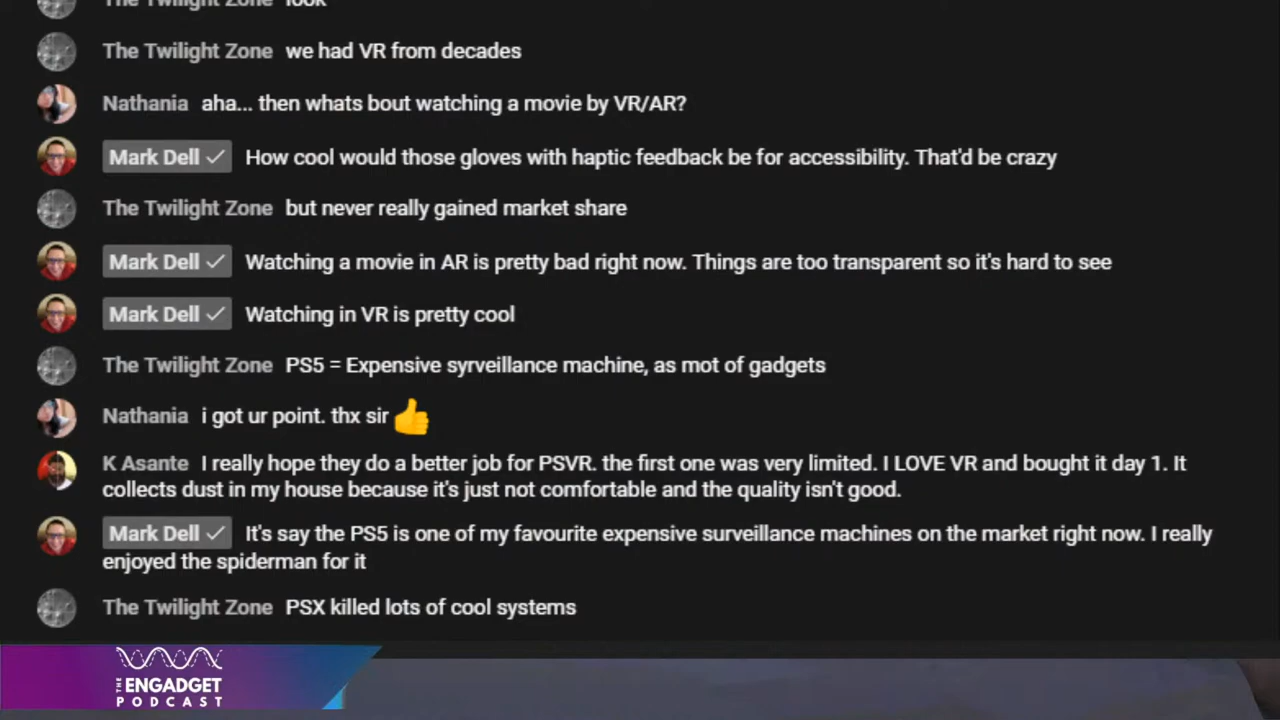 The Twilight Zone look
The Twilight Zone we had VR from decades
Nathania aha... then whats bout watching a movie by VR/AR?
Mark Dell ✓ How cool would those gloves with haptic feedback be for accessibility. That'd be crazy
The Twilight Zone but never really gained market share
Mark Dell ✓ Watching a movie in AR is pretty bad right now. Things are too transparent so it's hard to see
Mark Dell ✓ Watching in VR is pretty cool
The Twilight Zone PS5 = Expensive syrveillance machine, as mot of gadgets
Nathania i got ur point. thx sir 👍
K Asante I really hope they do a better job for PSVR. the first one was very limited. I LOVE VR and bought it day 1. It
collects dust in my house because it's just not comfortable and the quality isn't good.
Mark Dell ✓ It's say the PS5 is one of my favourite expensive surveillance machines on the market right now. I really
enjoyed the spiderman for it
The Twilight Zone PSX killed lots of cool systems
THE ENGADGET
PODCAST